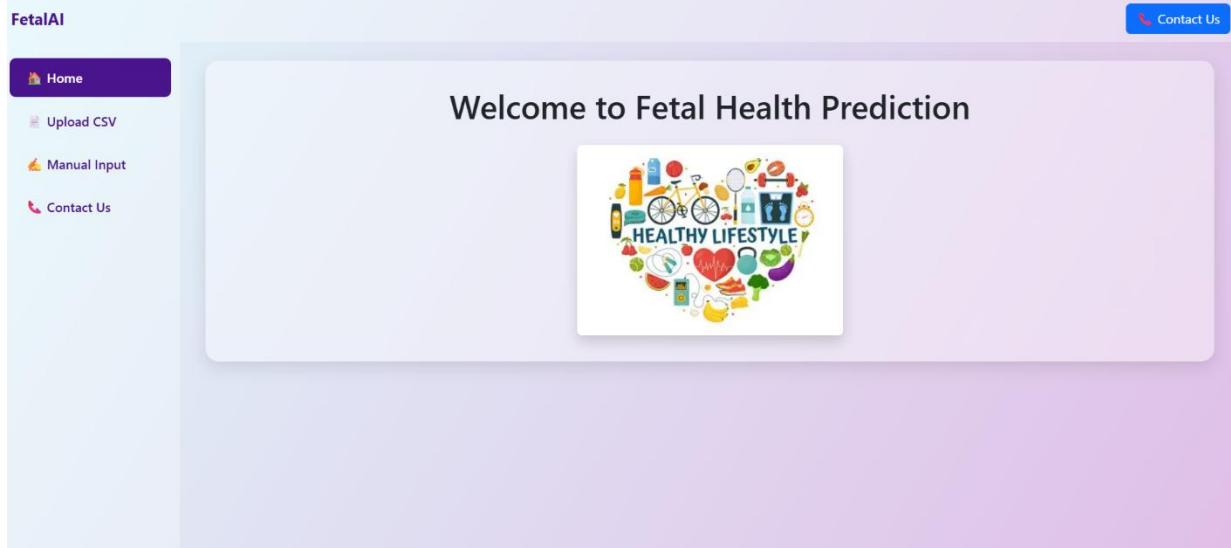 FetalAI
Contact Us
Home
Upload CSV
Manual Input
Contact Us
Welcome to Fetal Health Prediction
HEALTHY LIFESTYLE